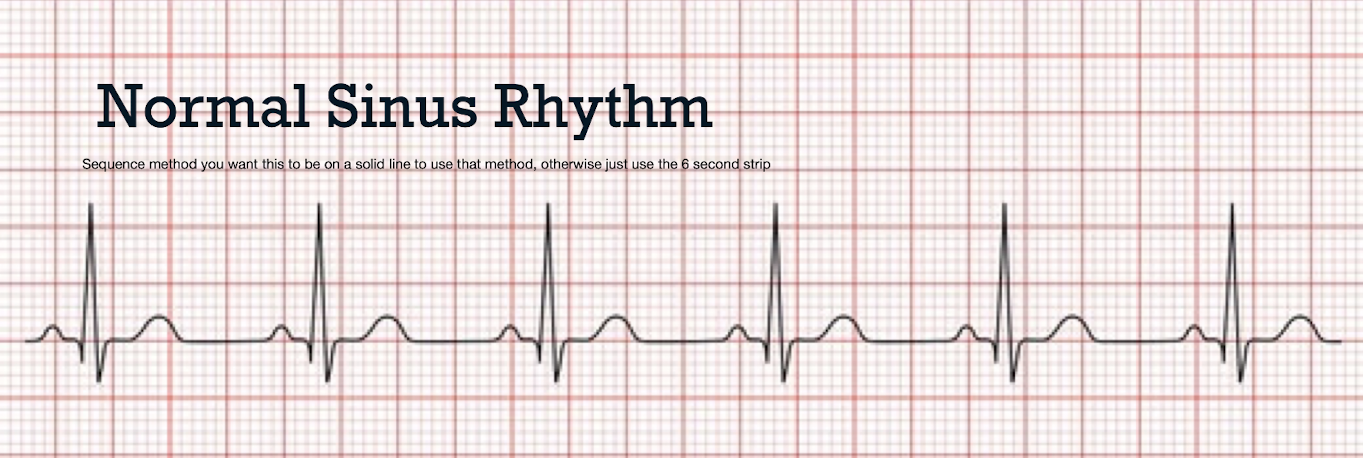 Normal Sinus Rhythm
Sequence method you want this to be on a solid line to use that method, otherwise just use the 6 second strip